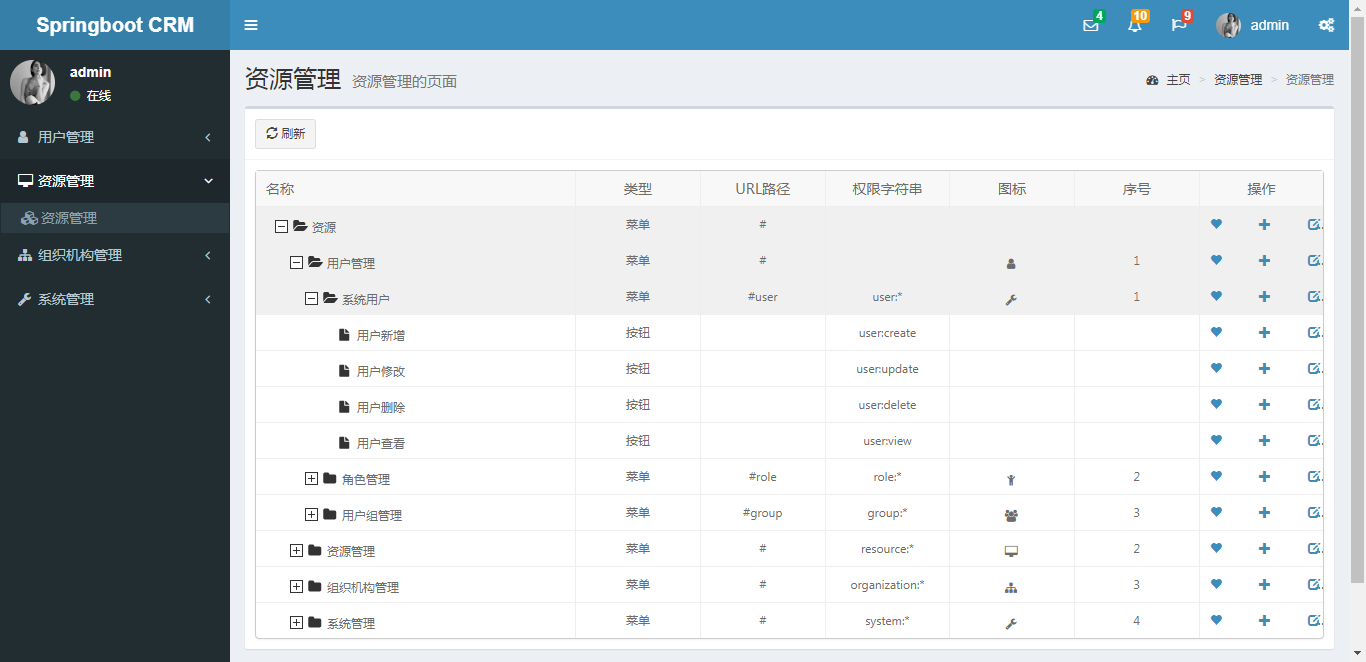 Springboot CRM
4 10 9 admin
admin
在线
用户管理
资源管理
资源管理
组织机构管理
系统管理
资源管理 资源管理的页面
主页 > 资源管理 > 资源管理
刷新
名称 类型 URL路径 权限字符串 图标 序号 操作
资源 菜单 #
用户管理 菜单 # 1
系统用户 菜单 #user user:* 1
用户新增 按钮 user:create
用户修改 按钮 user:update
用户删除 按钮 user:delete
用户查看 按钮 user:view
角色管理 菜单 #role role:* 2
用户组管理 菜单 #group group:* 3
资源管理 菜单 # resource:* 2
组织机构管理 菜单 # organization:* 3
系统管理 菜单 # system:* 4